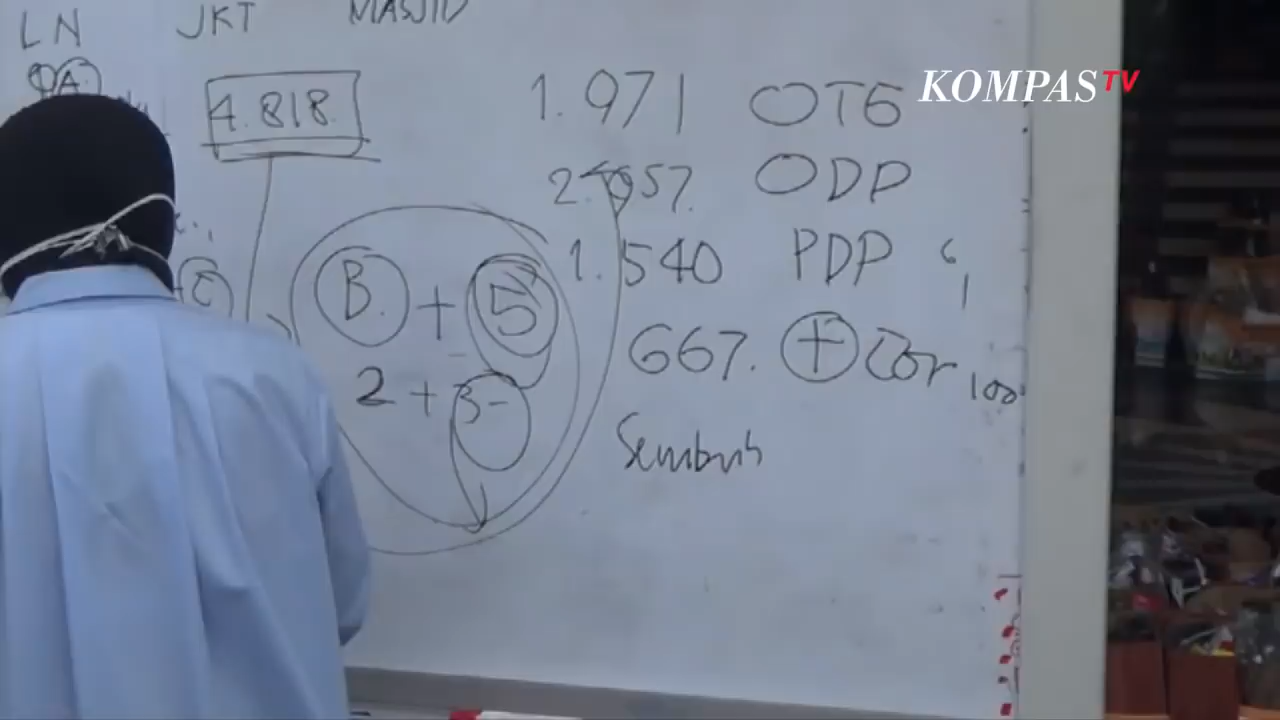 LN JKT MASJID
KOMPASTV
A
4.818.
1.971 OTG
2.957. ODP
1.540 PDP
C
B. + 5
667. + Cor
100
2 + 3-
Sembuh